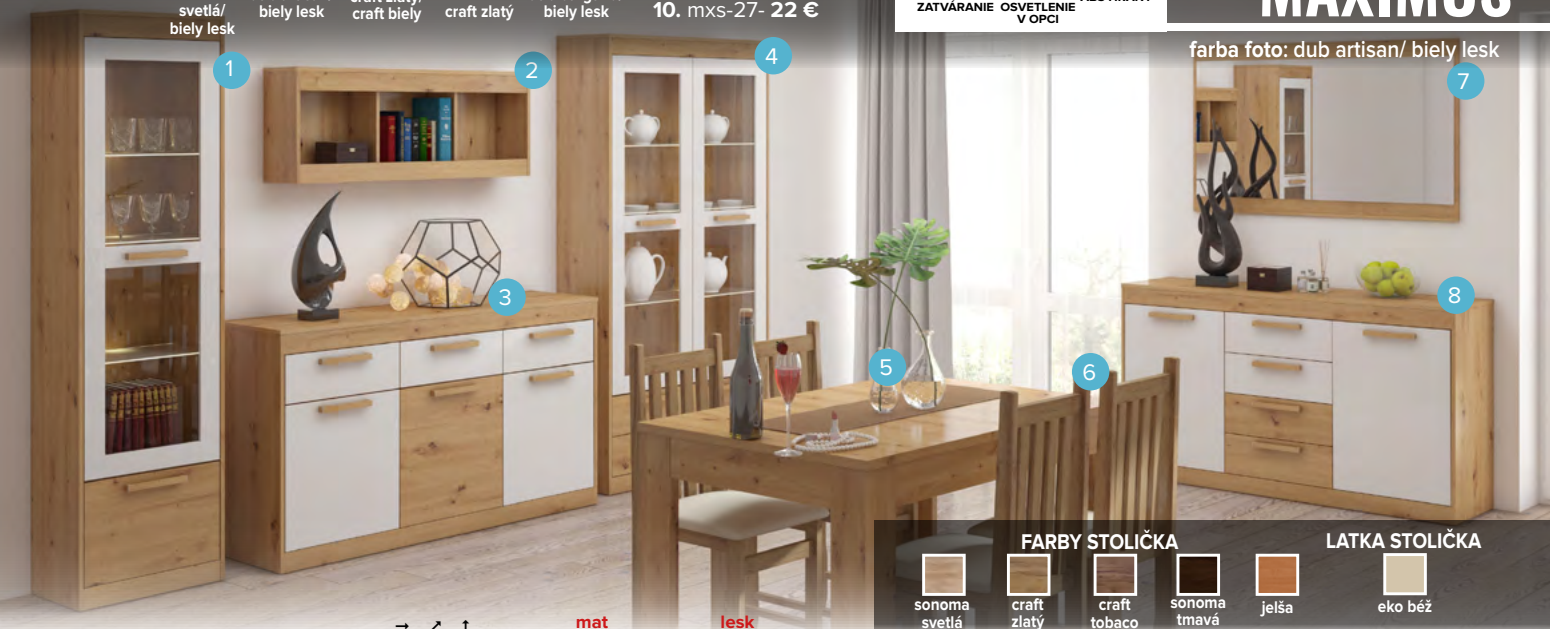 svetlá/
biely lesk
biely lesk
craft biely
craft zlatý
biely lesk
10. mxs-27- 22 €
ZATVÁRANIE OSVETLENIE
V OPCI
MAXIMUS
farba foto: dub artisan/ biely lesk
1
2
3
4
5
6
7
8
FARBY STOLIČKA
LATKA STOLIČKA
sonoma
svetlá
craft
zlatý
craft
tobaco
sonoma
tmavá
jelša
eko béž
mat
lesk